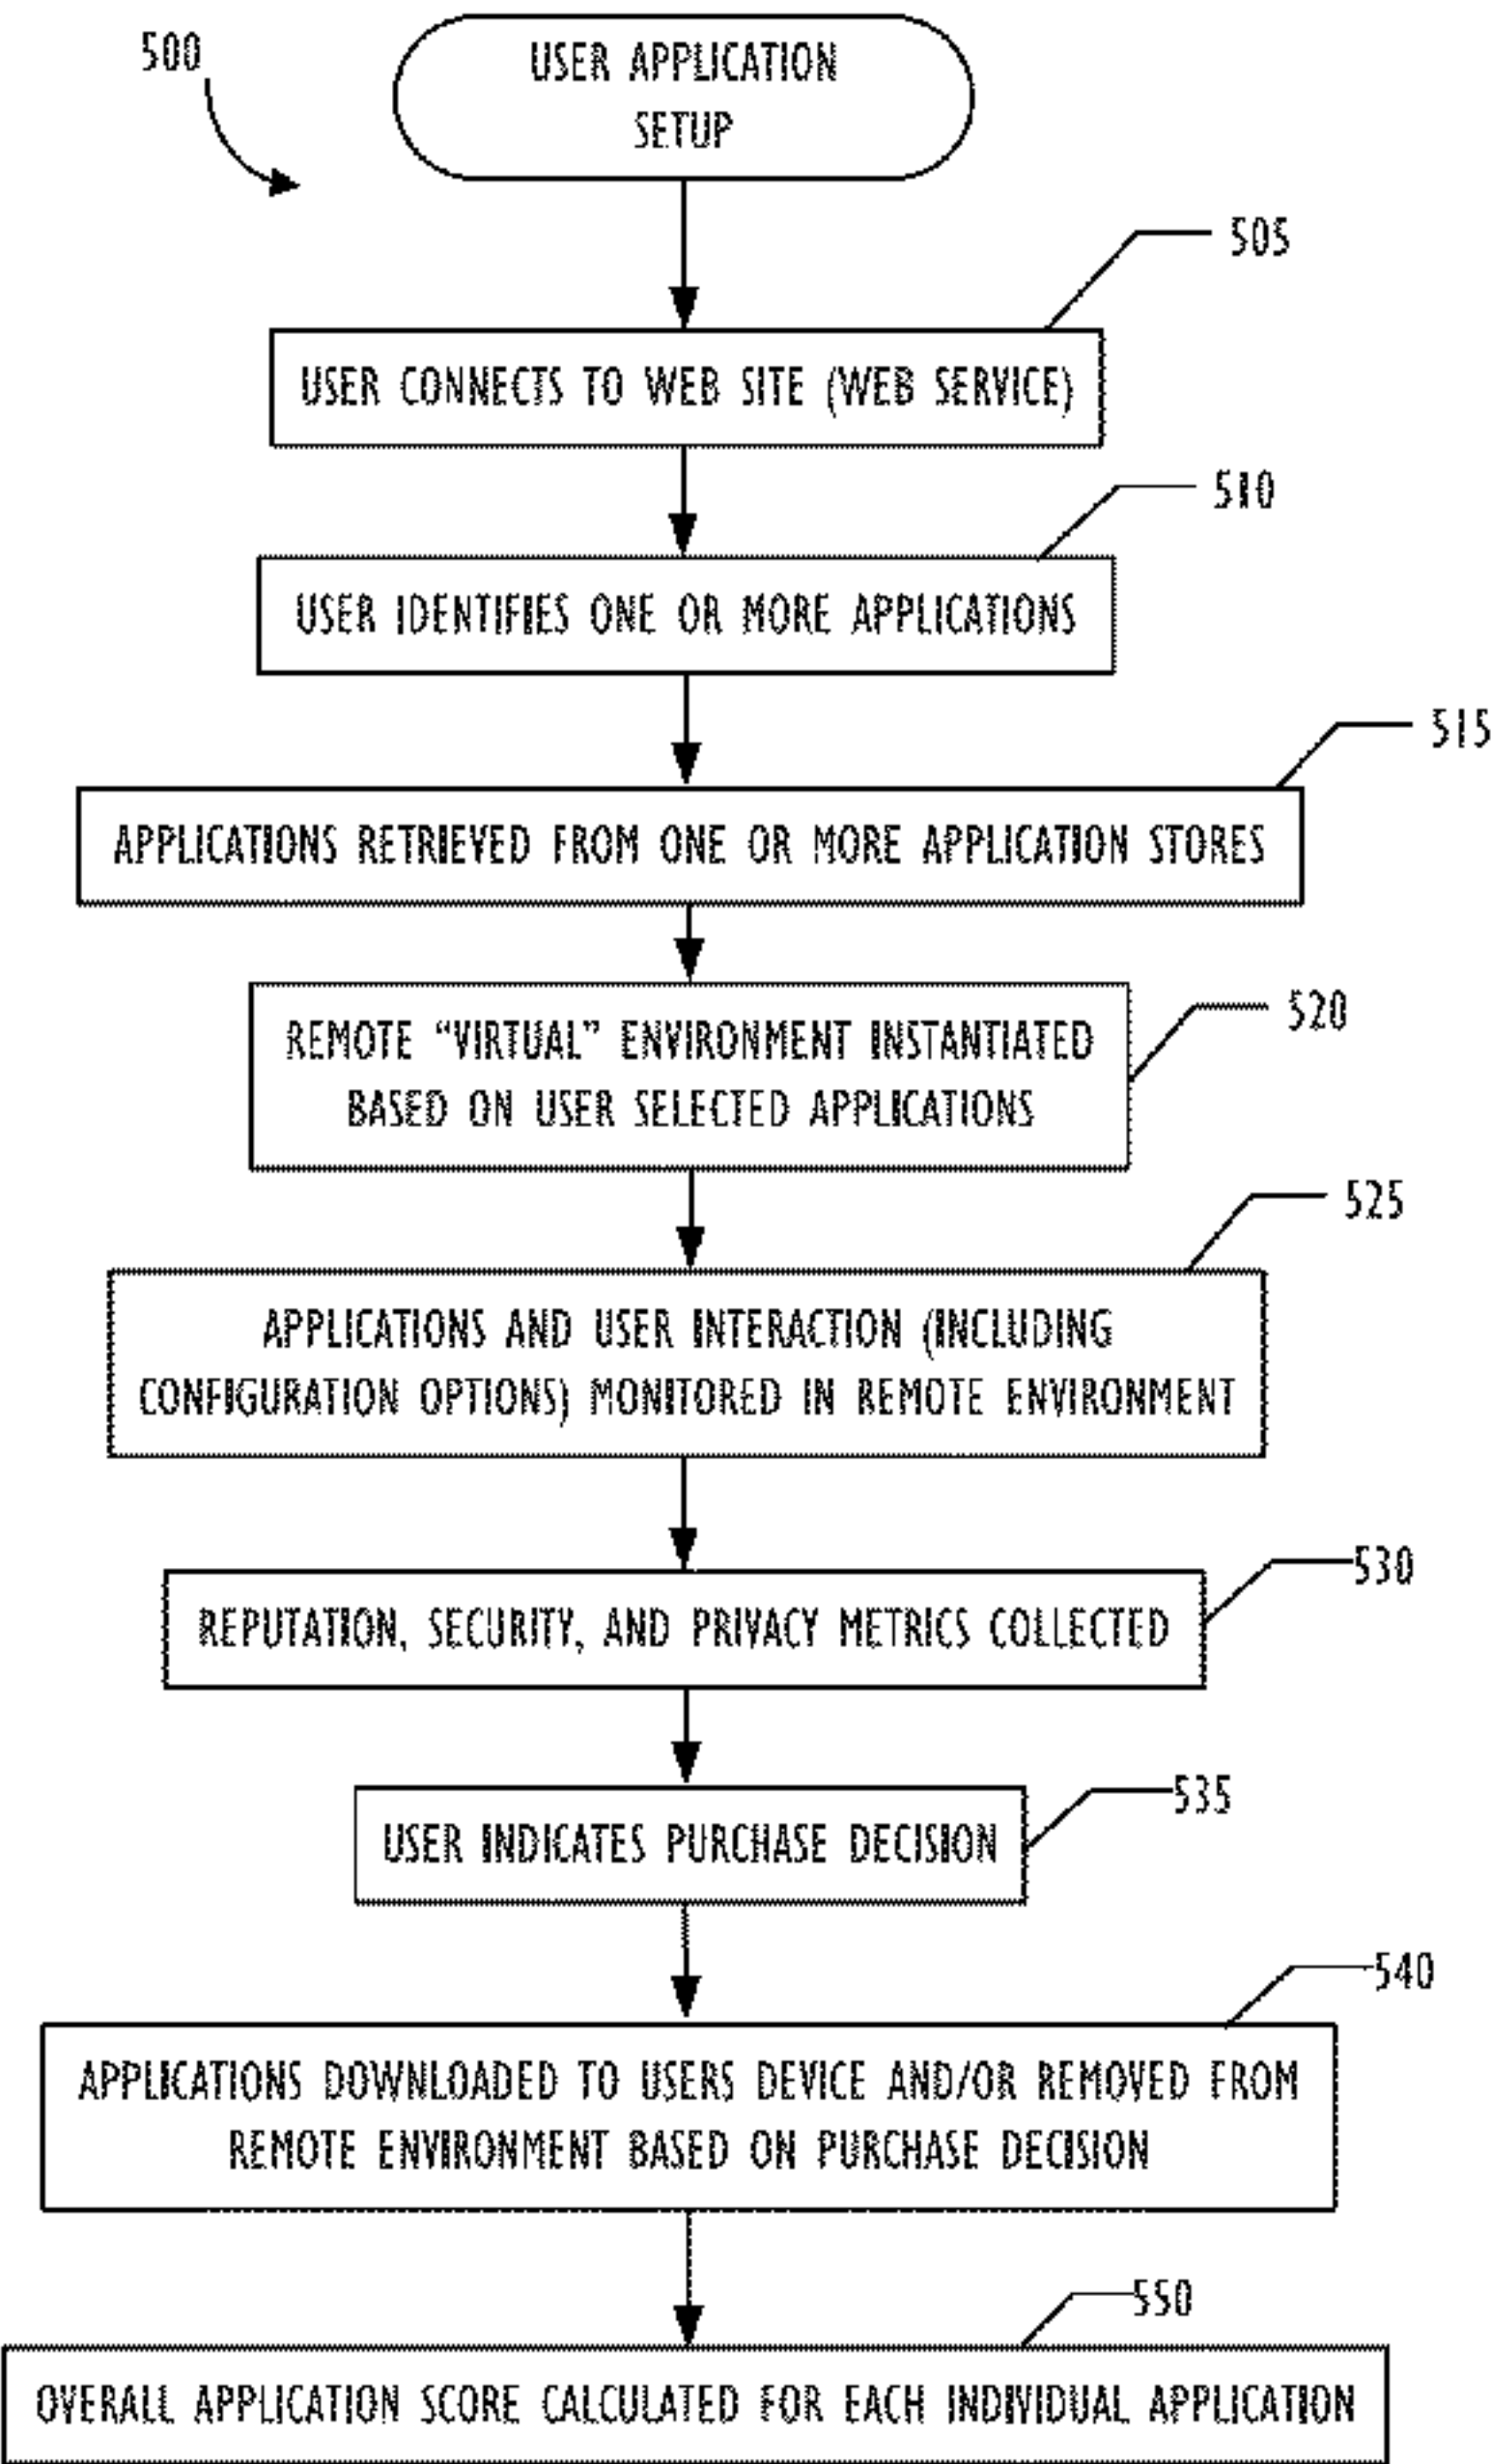 500
USER APPLICATION
SETUP
505
USER CONNECTS TO WEB SITE (WEB SERVICE)
510
USER IDENTIFIES ONE OR MORE APPLICATIONS
515
APPLICATIONS RETRIEVED FROM ONE OR MORE APPLICATION STORES
520
REMOTE “VIRTUAL” ENVIRONMENT INSTANTIATED
BASED ON USER SELECTED APPLICATIONS
525
APPLICATIONS AND USER INTERACTION (INCLUDING
CONFIGURATION OPTIONS) MONITORED IN REMOTE ENVIRONMENT
530
REPUTATION, SECURITY, AND PRIVACY METRICS COLLECTED
535
USER INDICATES PURCHASE DECISION
540
APPLICATIONS DOWNLOADED TO USERS DEVICE AND/OR REMOVED FROM
REMOTE ENVIRONMENT BASED ON PURCHASE DECISION
550
OVERALL APPLICATION SCORE CALCULATED FOR EACH INDIVIDUAL APPLICATION